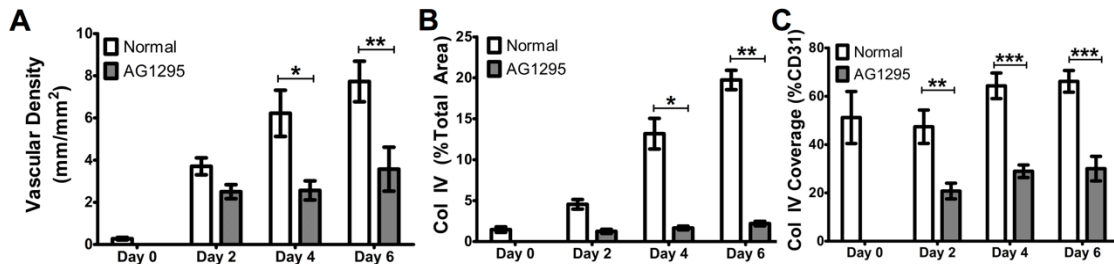 A
Vascular Density
(mm/mm²)
10
8
6
4
2
0
Normal
AG1295
*
**
Day 0 Day 2 Day 4 Day 6
B
Col IV (%Total Area)
25
20
15
10
5
0
Normal
AG1295
*
**
Day 0 Day 2 Day 4 Day 6
C
Col IV Coverage (%CD31)
80
60
40
20
0
Normal
AG1295
**
***
***
Day 0 Day 2 Day 4 Day 6